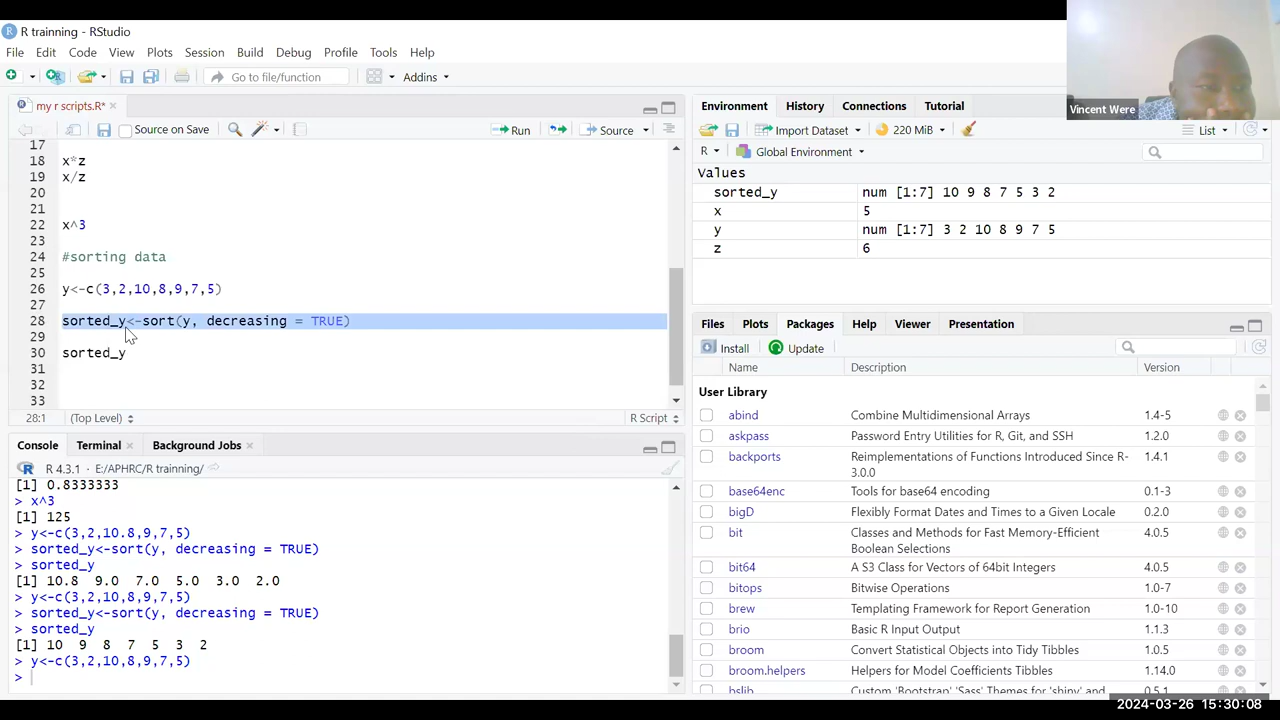 R trainning - RStudio
File Edit Code View Plots Session Build Debug Profile Tools Help
Go to file/function Addins
Vincent Were
my r scripts.R*
Source on Save Run Source
17
18 x*z
19 x/z
20
21
22 x^3
23
24 #sorting data
25
26 y<-c(3,2,10,8,9,7,5)
27
28 sorted_y<-sort(y, decreasing = TRUE)
29
30 sorted_y
31
32
33
28:1 (Top Level) R Script
Console Terminal Background Jobs
R 4.3.1 · E:/APHRC/R trainning/
[1] 0.8333333
> x^3
[1] 125
> y<-c(3,2,10.8,9,7,5)
> sorted_y<-sort(y, decreasing = TRUE)
> sorted_y
[1] 10.8 9.0 7.0 5.0 3.0 2.0
> y<-c(3,2,10,8,9,7,5)
> sorted_y<-sort(y, decreasing = TRUE)
> sorted_y
[1] 10 9 8 7 5 3 2
> y<-c(3,2,10,8,9,7,5)
>
Environment History Connections Tutorial
Import Dataset 220 MiB List
R Global Environment
Values
sorted_y num [1:7] 10 9 8 7 5 3 2
x 5
y num [1:7] 3 2 10 8 9 7 5
z 6
Files Plots Packages Help Viewer Presentation
Install Update
Name Description Version
User Library
abind Combine Multidimensional Arrays 1.4-5
askpass Password Entry Utilities for R, Git, and SSH 1.2.0
backports Reimplementations of Functions Introduced Since R- 1.4.1
3.0.0
base64enc Tools for base64 encoding 0.1-3
bigD Flexibly Format Dates and Times to a Given Locale 0.2.0
bit Classes and Methods for Fast Memory-Efficient 4.0.5
Boolean Selections
bit64 A S3 Class for Vectors of 64bit Integers 4.0.5
bitops Bitwise Operations 1.0-7
brew Templating Framework for Report Generation 1.0-10
brio Basic R Input Output 1.1.3
broom Convert Statistical Objects into Tidy Tibbles 1.0.5
broom.helpers Helpers for Model Coefficients Tibbles 1.14.0
bslib Custom 'Bootstrap' 'Sass' Themes for 'shiny' and 0.5.1
2024-03-26 15:30:08